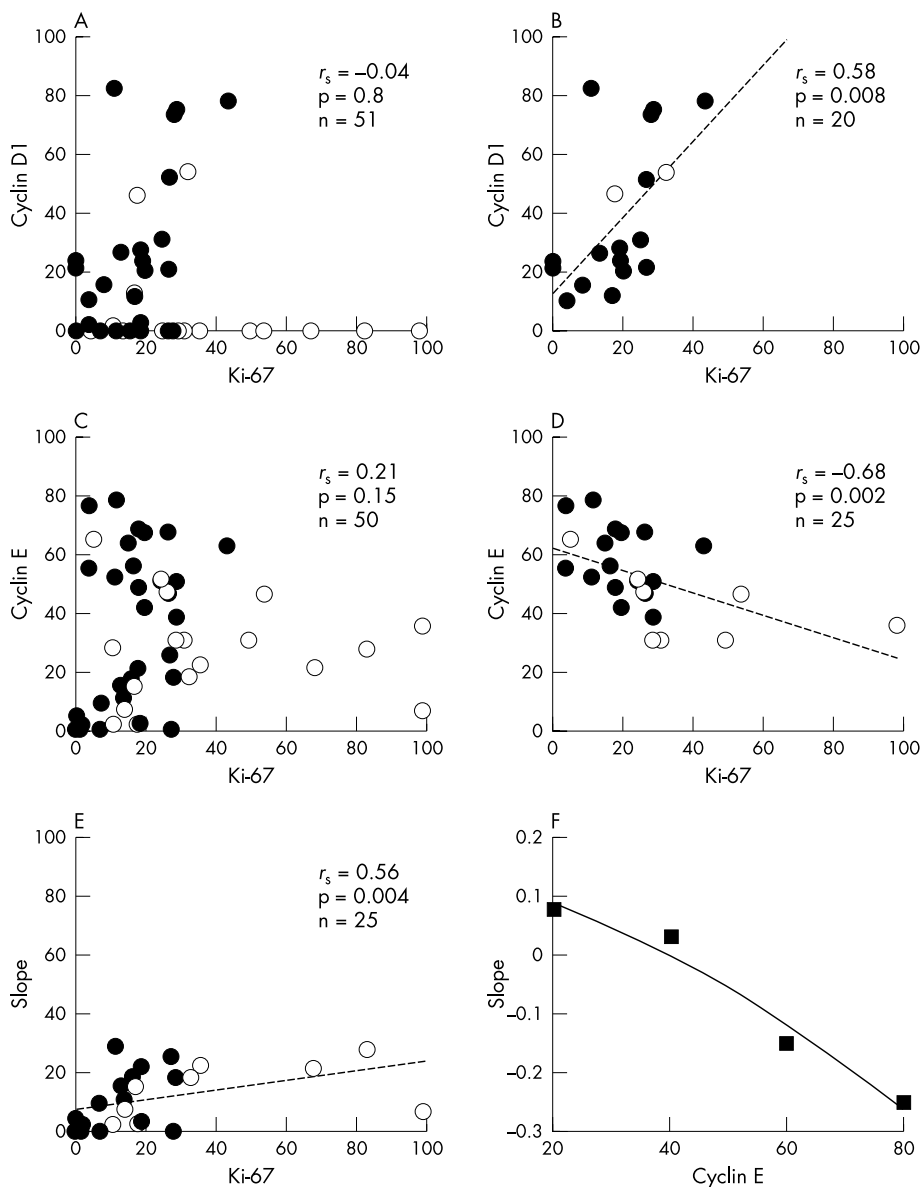 A
100
80
60
40
20
0
Cyclin D1
rs = –0.04
p = 0.8
n = 51
0 20 40 60 80 100
Ki-67
B
100
80
60
40
20
0
Cyclin D1
rs = 0.58
p = 0.008
n = 20
0 20 40 60 80 100
Ki-67
C
100
80
60
40
20
0
Cyclin E
rs = 0.21
p = 0.15
n = 50
0 20 40 60 80 100
Ki-67
D
100
80
60
40
20
0
Cyclin E
rs = –0.68
p = 0.002
n = 25
0 20 40 60 80 100
Ki-67
E
100
80
60
40
20
0
Slope
rs = 0.56
p = 0.004
n = 25
0 20 40 60 80 100
Ki-67
F
0.2
0.1
0
–0.1
–0.2
–0.3
Slope
20 40 60 80
Cyclin E